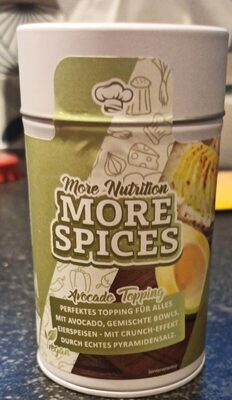 More Nutrition
MORE
SPICES
Avocado Topping
PERFEKTES TOPPING FÜR ALLES
MIT AVOCADO, GEMISCHTE BOWLS,
EIERSPEISEN - MIT CRUNCH-EFFEKT
DURCH ECHTES PYRAMIDENSALZ.
Vegan